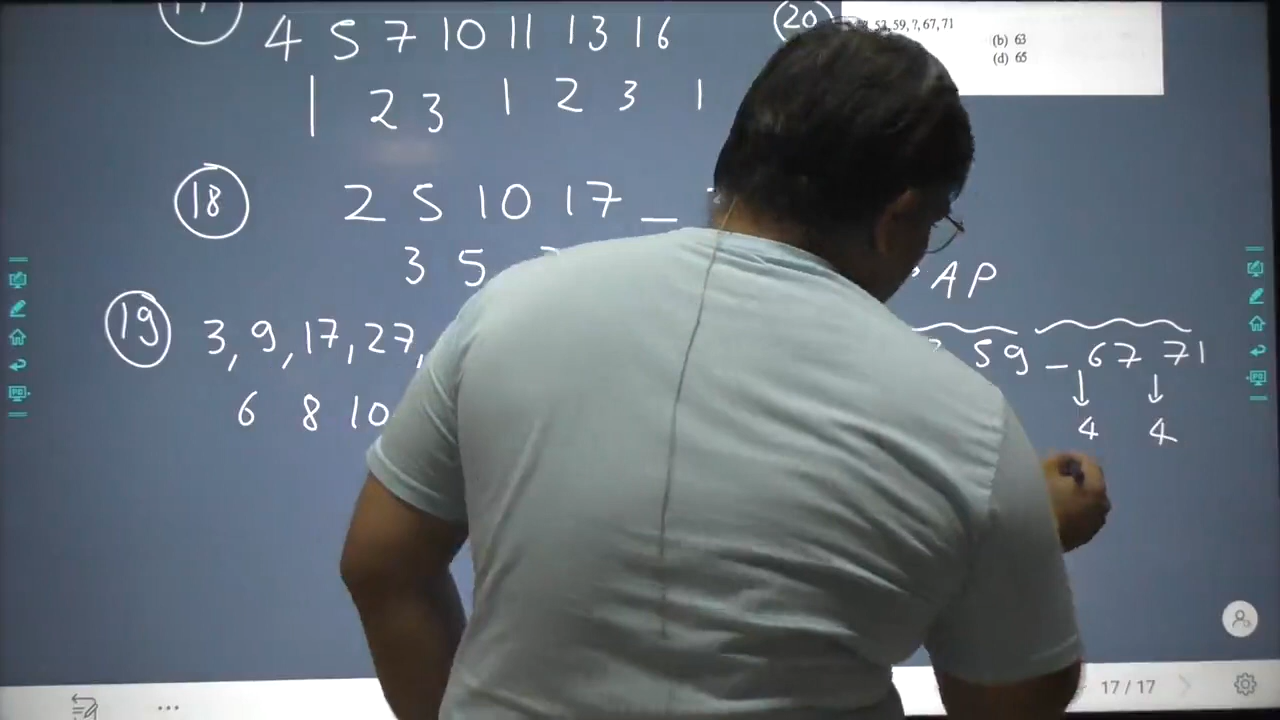 17
4 5 7 10 11 13 16
1 2 3 1 2 3 1
(20)
53, 59, ?, 67, 71
(b) 63
(d) 65
18
2 5 10 17 _
3 5
AP
19
3, 9, 17, 27,
59 _ 67 71
6 8 10
4 4
17 / 17